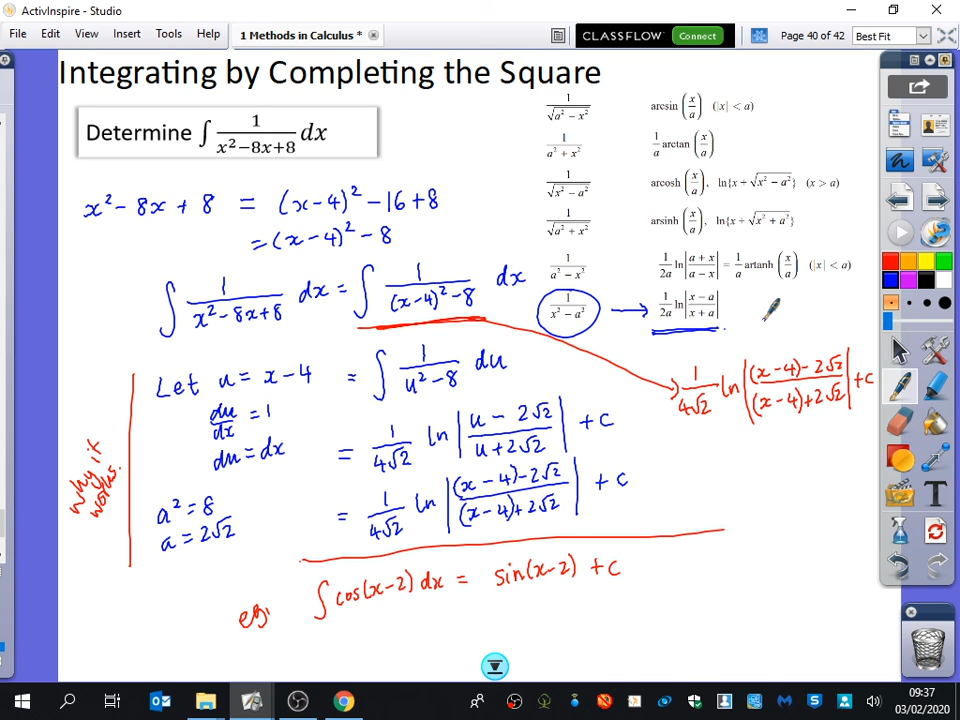 ActivInspire - Studio
File Edit View Insert Tools Help 1 Methods in Calculus * CLASSFLOW Connect Page 40 of 42 Best Fit
Integrating by Completing the Square
Determine ∫ 1/(x²−8x+8) dx
1/√(a² − x²) arcsin (x/a) (|x| < a)
1/(a² + x²) 1/a arctan (x/a)
1/√(x² − a²) arcosh (x/a), ln{x + √(x² − a²)} (x > a)
1/√(a² + x²) arsinh (x/a), ln{x + √(x² + a²)}
1/(a² − x²) 1/2a ln|(a + x)/(a − x)| = 1/a artanh (x/a) (|x| < a)
1/(x² − a²) → 1/2a ln|(x − a)/(x + a)|
x² − 8x + 8 = (x−4)² − 16 + 8
= (x−4)² − 8
∫ 1/(x² − 8x + 8) dx = ∫ 1/((x−4)² − 8) dx
1/(4√2) ln|((x−4) − 2√2)/((x−4) + 2√2)| + c
Let u = x − 4 = ∫ 1/(u² − 8) du
du/dx = 1
du = dx = 1/(4√2) ln|(u − 2√2)/(u + 2√2)| + c
why it works.
a² = 8
a = 2√2 = 1/(4√2) ln|((x−4) − 2√2)/((x−4) + 2√2)| + c
eg: ∫ cos(x−2) dx = sin(x−2) + c
09:37
03/02/2020